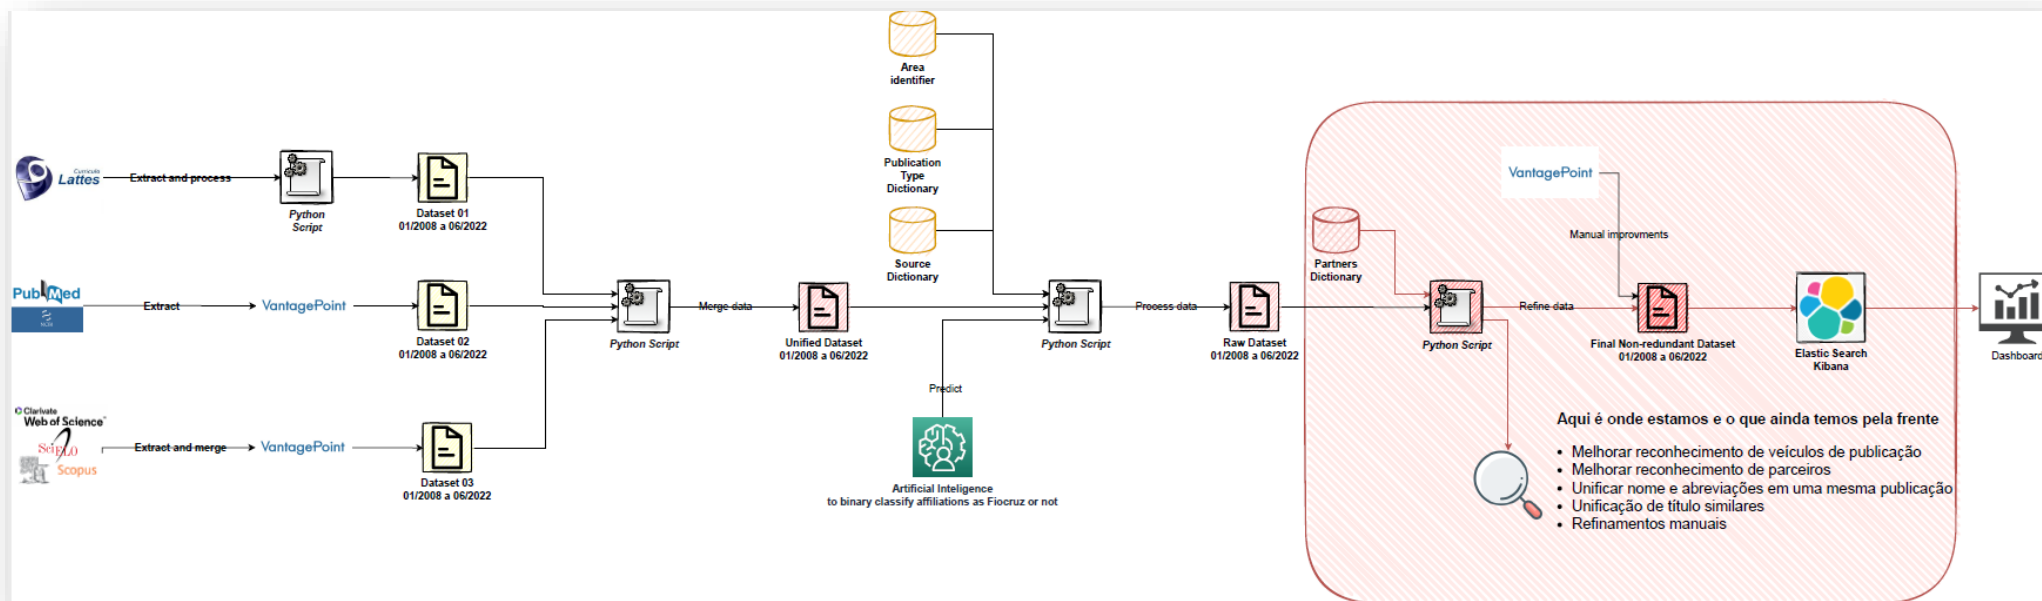 Area
identifier
Publication
Type
Dictionary
Source
Dictionary
Currículo
Lattes
Extract and process
Python
Script
Dataset 01
01/2008 a 06/2022
PubMed
NCBI
Extract
VantagePoint
Dataset 02
01/2008 a 06/2022
Clarivate
Web of Science™
SciELO
Scopus
Extract and merge
VantagePoint
Dataset 03
01/2008 a 06/2022
Python Script
Merge data
Unified Dataset
01/2008 a 06/2022
Predict
Artificial Inteligence
to binary classify affiliations as Fiocruz or not
Python Script
Process data
Raw Dataset
01/2008 a 06/2022
Partners
Dictionary
Python Script
VantagePoint
Manual improvments
Refine data
Final Non-redundant Dataset
01/2008 a 06/2022
Elastic Search
Kibana
Dashboard
Aqui é onde estamos e o que ainda temos pela frente
• Melhorar reconhecimento de veículos de publicação
• Melhorar reconhecimento de parceiros
• Unificar nome e abreviações em uma mesma publicação
• Unificação de título similares
• Refinamentos manuais